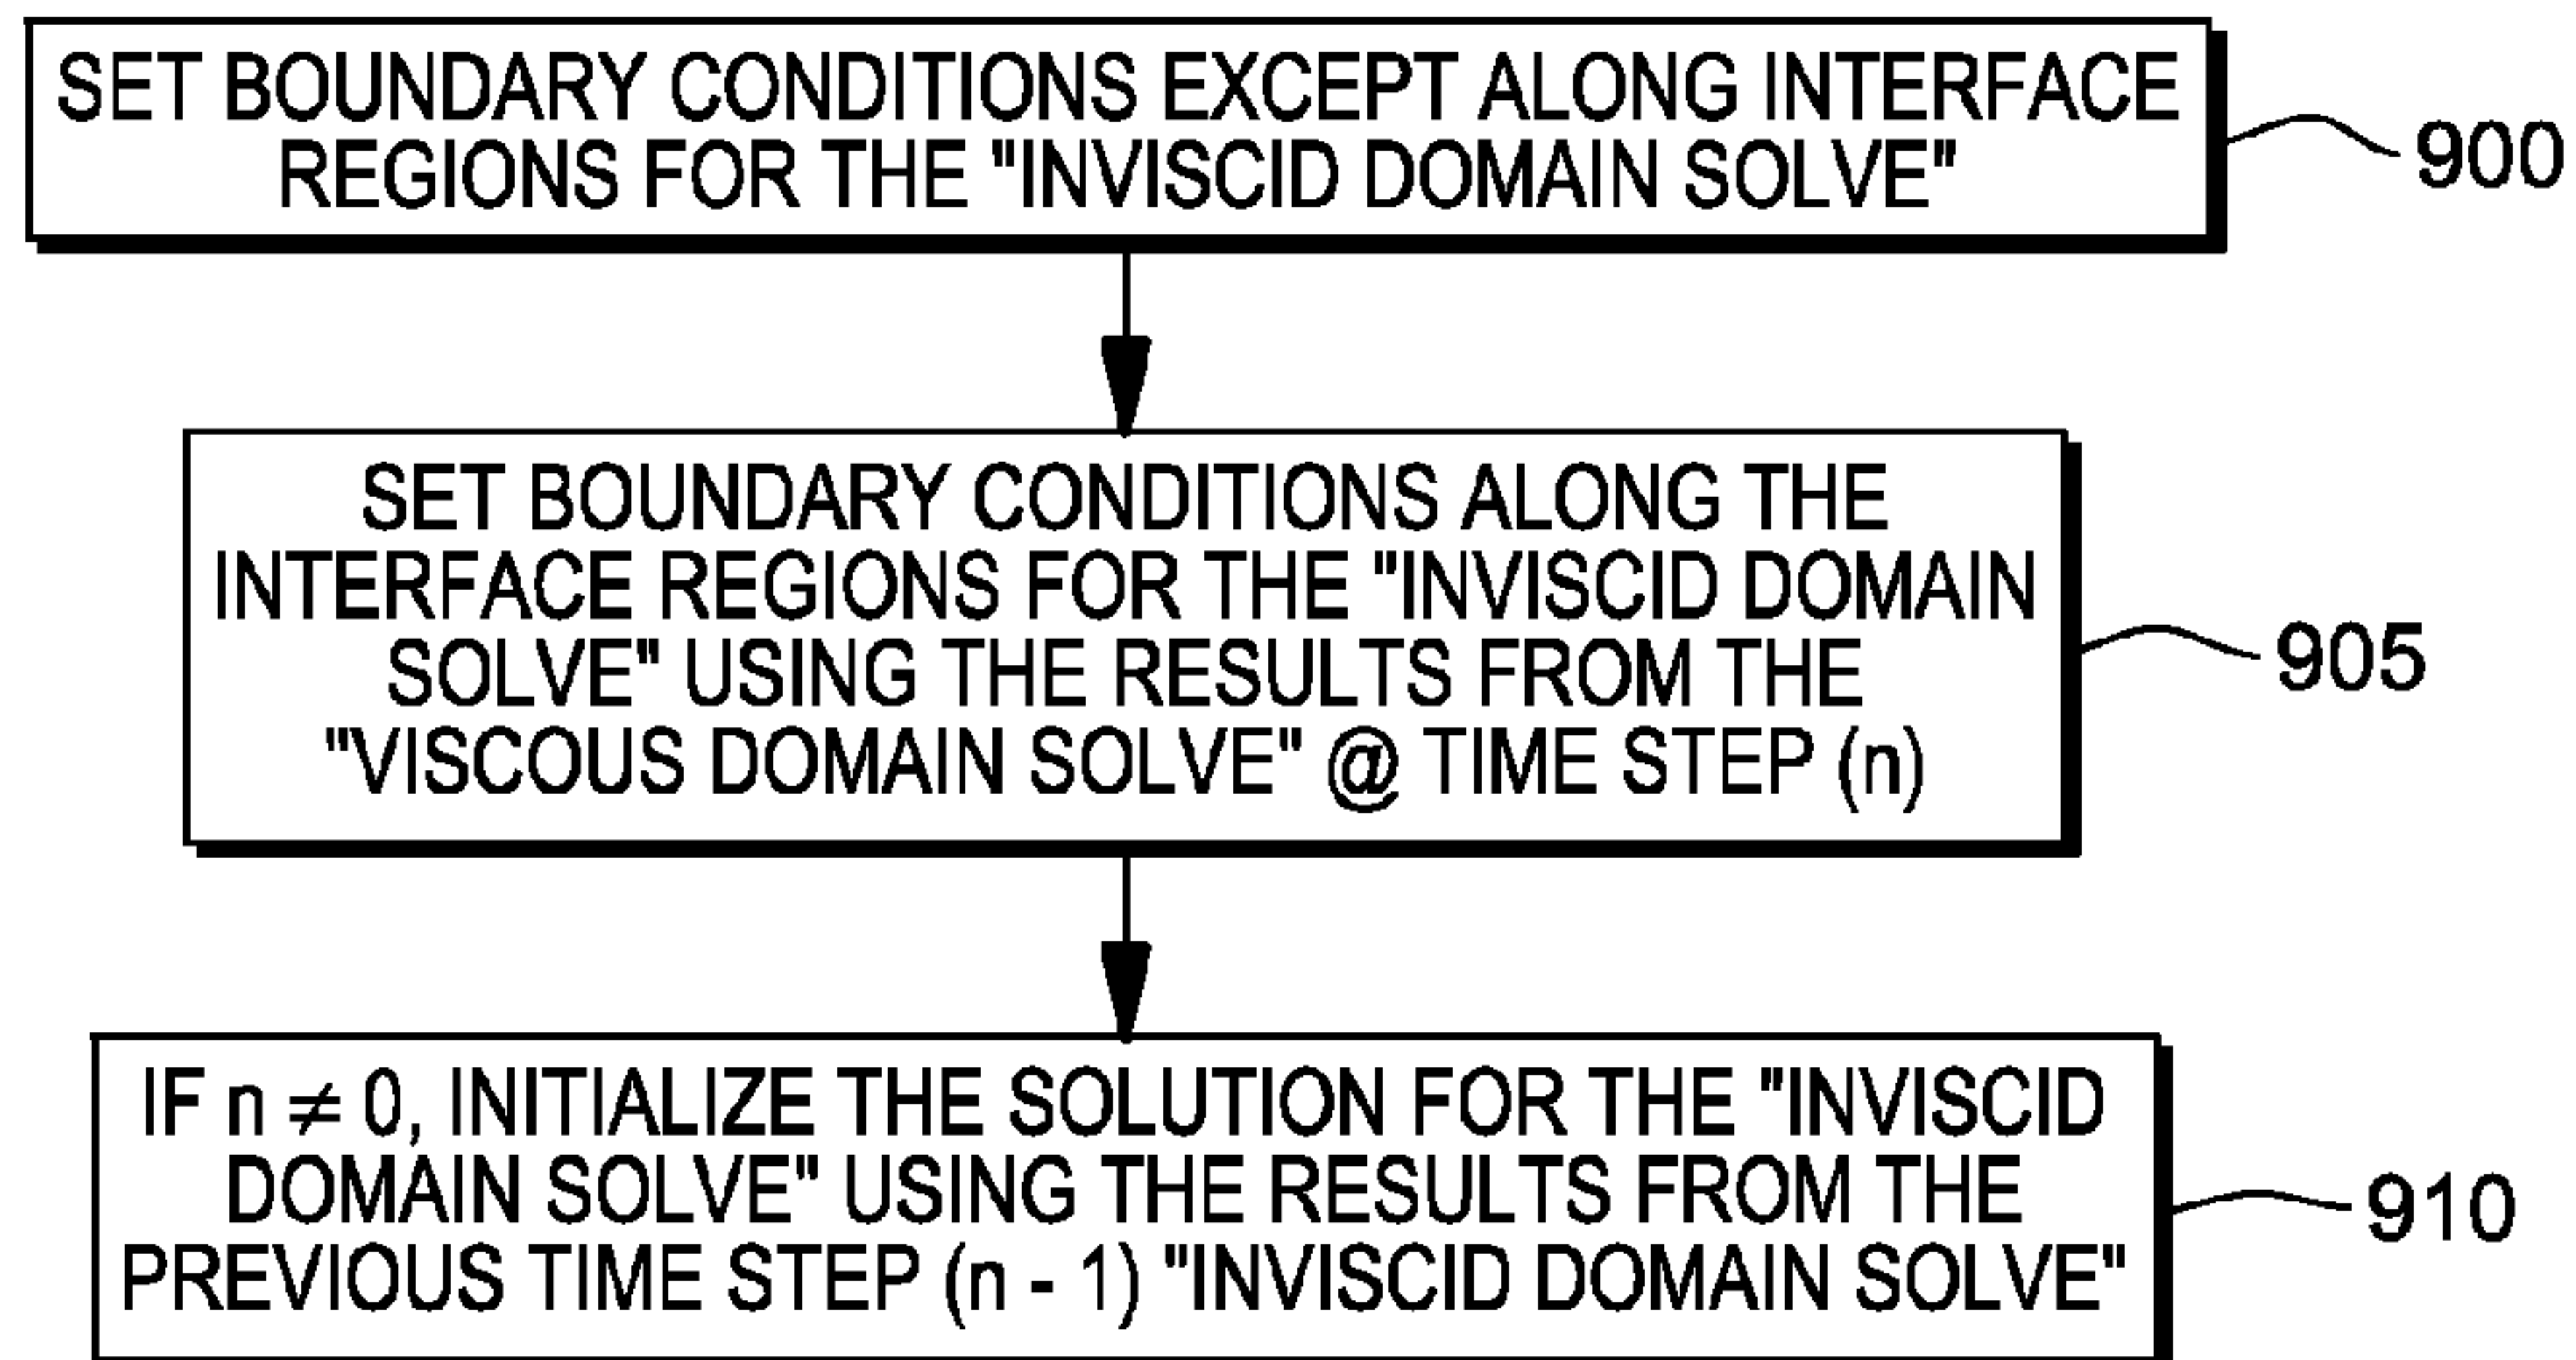 SET BOUNDARY CONDITIONS EXCEPT ALONG INTERFACE
REGIONS FOR THE "INVISCID DOMAIN SOLVE"
900
SET BOUNDARY CONDITIONS ALONG THE
INTERFACE REGIONS FOR THE "INVISCID DOMAIN
SOLVE" USING THE RESULTS FROM THE
"VISCOUS DOMAIN SOLVE" @ TIME STEP (n)
905
IF n ≠ 0, INITIALIZE THE SOLUTION FOR THE "INVISCID
DOMAIN SOLVE" USING THE RESULTS FROM THE
PREVIOUS TIME STEP (n - 1) "INVISCID DOMAIN SOLVE"
910